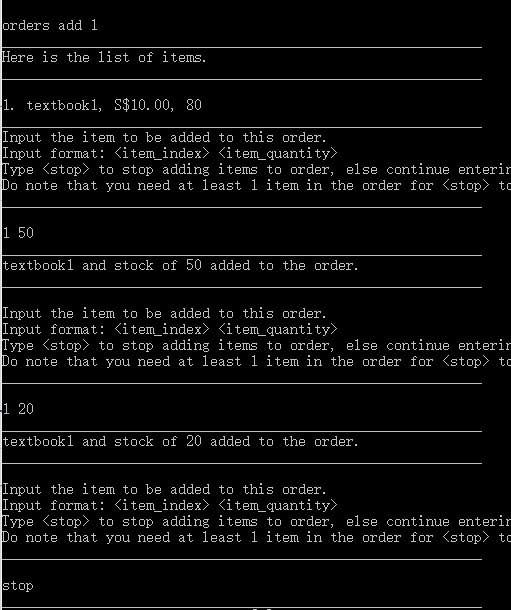 orders add 1
Here is the list of items.
1. textbook1, S$10.00, 80
Input the item to be added to this order.
Input format: <item_index> <item_quantity>
Type <stop> to stop adding items to order, else continue enterin
Do note that you need at least 1 item in the order for <stop> to
1 50
textbook1 and stock of 50 added to the order.
Input the item to be added to this order.
Input format: <item_index> <item_quantity>
Type <stop> to stop adding items to order, else continue enterin
Do note that you need at least 1 item in the order for <stop> to
1 20
textbook1 and stock of 20 added to the order.
Input the item to be added to this order.
Input format: <item_index> <item_quantity>
Type <stop> to stop adding items to order, else continue enterin
Do note that you need at least 1 item in the order for <stop> to
stop